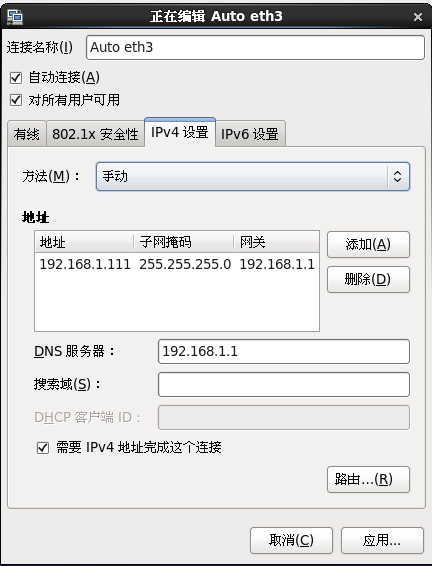 正在编辑 Auto eth3
连接名称(I) Auto eth3
自动连接(A)
对所有用户可用
有线 802.1x 安全性 IPv4 设置 IPv6 设置
方法(M)： 手动
地址
地址 子网掩码 网关 添加(A)
192.168.1.111 255.255.255.0 192.168.1.1
删除(D)
DNS 服务器： 192.168.1.1
搜索域(S)：
DHCP 客户端 ID：
需要 IPv4 地址完成这个连接
路由…(R)
取消(C) 应用...